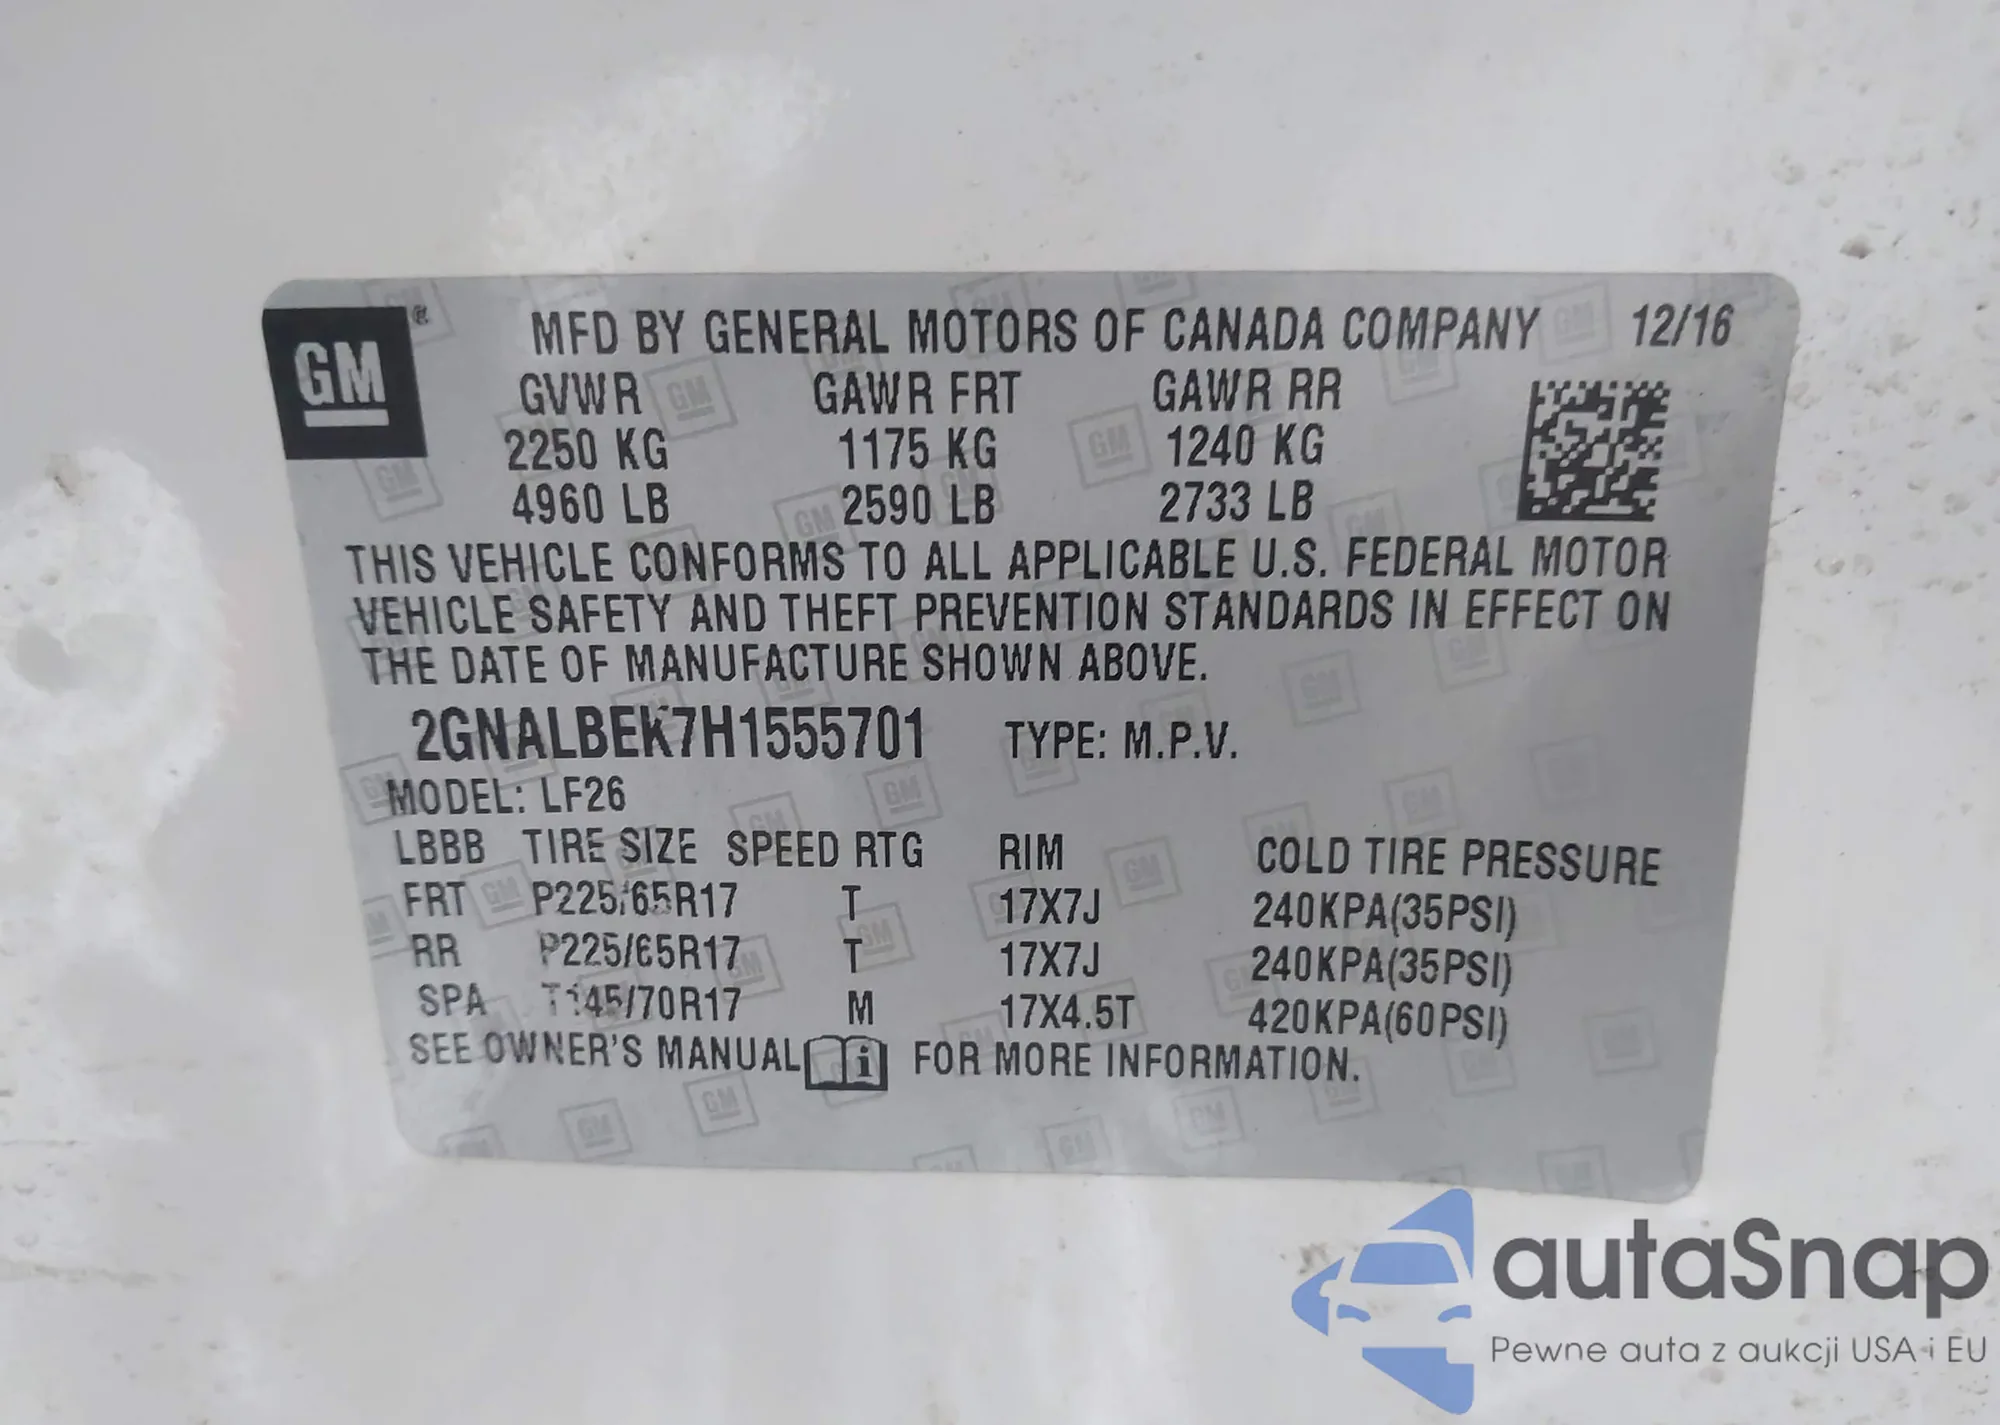 GM®
MFD BY GENERAL MOTORS OF CANADA COMPANY 12/16
GVWR GAWR FRT GAWR RR
2250 KG 1175 KG 1240 KG
4960 LB 2590 LB 2733 LB
THIS VEHICLE CONFORMS TO ALL APPLICABLE U.S. FEDERAL MOTOR
VEHICLE SAFETY AND THEFT PREVENTION STANDARDS IN EFFECT ON
THE DATE OF MANUFACTURE SHOWN ABOVE.
2GNALBEK7H1555701 TYPE: M.P.V.
MODEL: LF26
LBBB TIRE SIZE SPEED RTG RIM COLD TIRE PRESSURE
FRT P225/65R17 T 17X7J 240KPA(35PSI)
RR P225/65R17 T 17X7J 240KPA(35PSI)
SPA T145/70R17 M 17X4.5T 420KPA(60PSI)
SEE OWNER'S MANUAL i FOR MORE INFORMATION.
autaSnap
Pewne auta z aukcji USA i EU